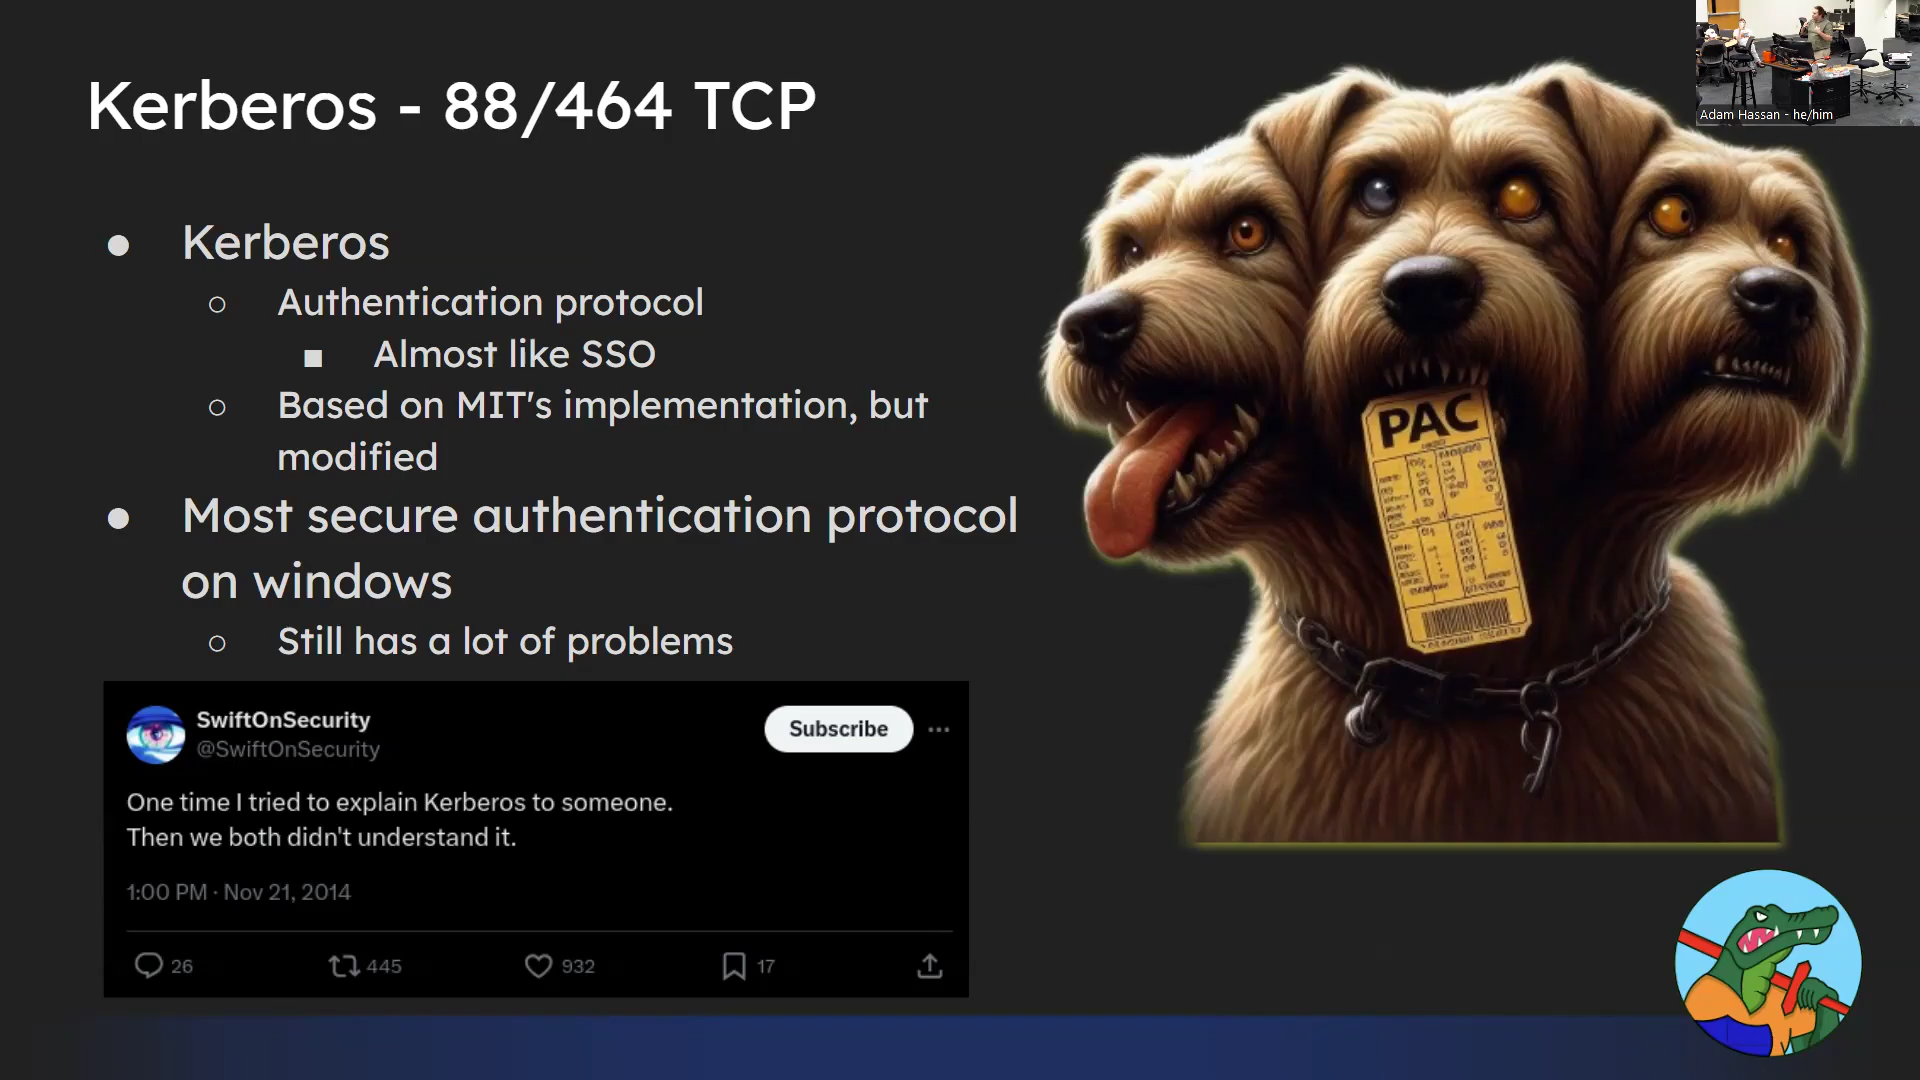 Kerberos - 88/464 TCP
Adam Hassan - he/him
● Kerberos
○ Authentication protocol
■ Almost like SSO
○ Based on MIT's implementation, but
modified
● Most secure authentication protocol
on windows
○ Still has a lot of problems
PAC
SwiftOnSecurity
@SwiftOnSecurity
Subscribe
One time I tried to explain Kerberos to someone.
Then we both didn't understand it.
1:00 PM · Nov 21, 2014
26 445 932 17